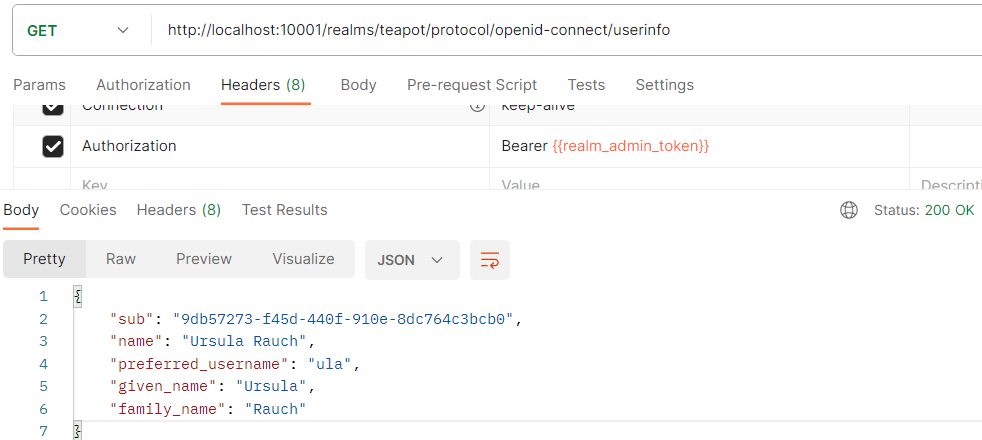 GET http://localhost:10001/realms/teapot/protocol/openid-connect/userinfo
Params Authorization Headers (8) Body Pre-request Script Tests Settings
Connection keep-alive
Authorization Bearer {{realm_admin_token}}
Key Value Descripti
Body Cookies Headers (8) Test Results Status: 200 OK
Pretty Raw Preview Visualize JSON
1 {
2 "sub": "9db57273-f45d-440f-910e-8dc764c3bcb0",
3 "name": "Ursula Rauch",
4 "preferred_username": "ula",
5 "given_name": "Ursula",
6 "family_name": "Rauch"
7 }